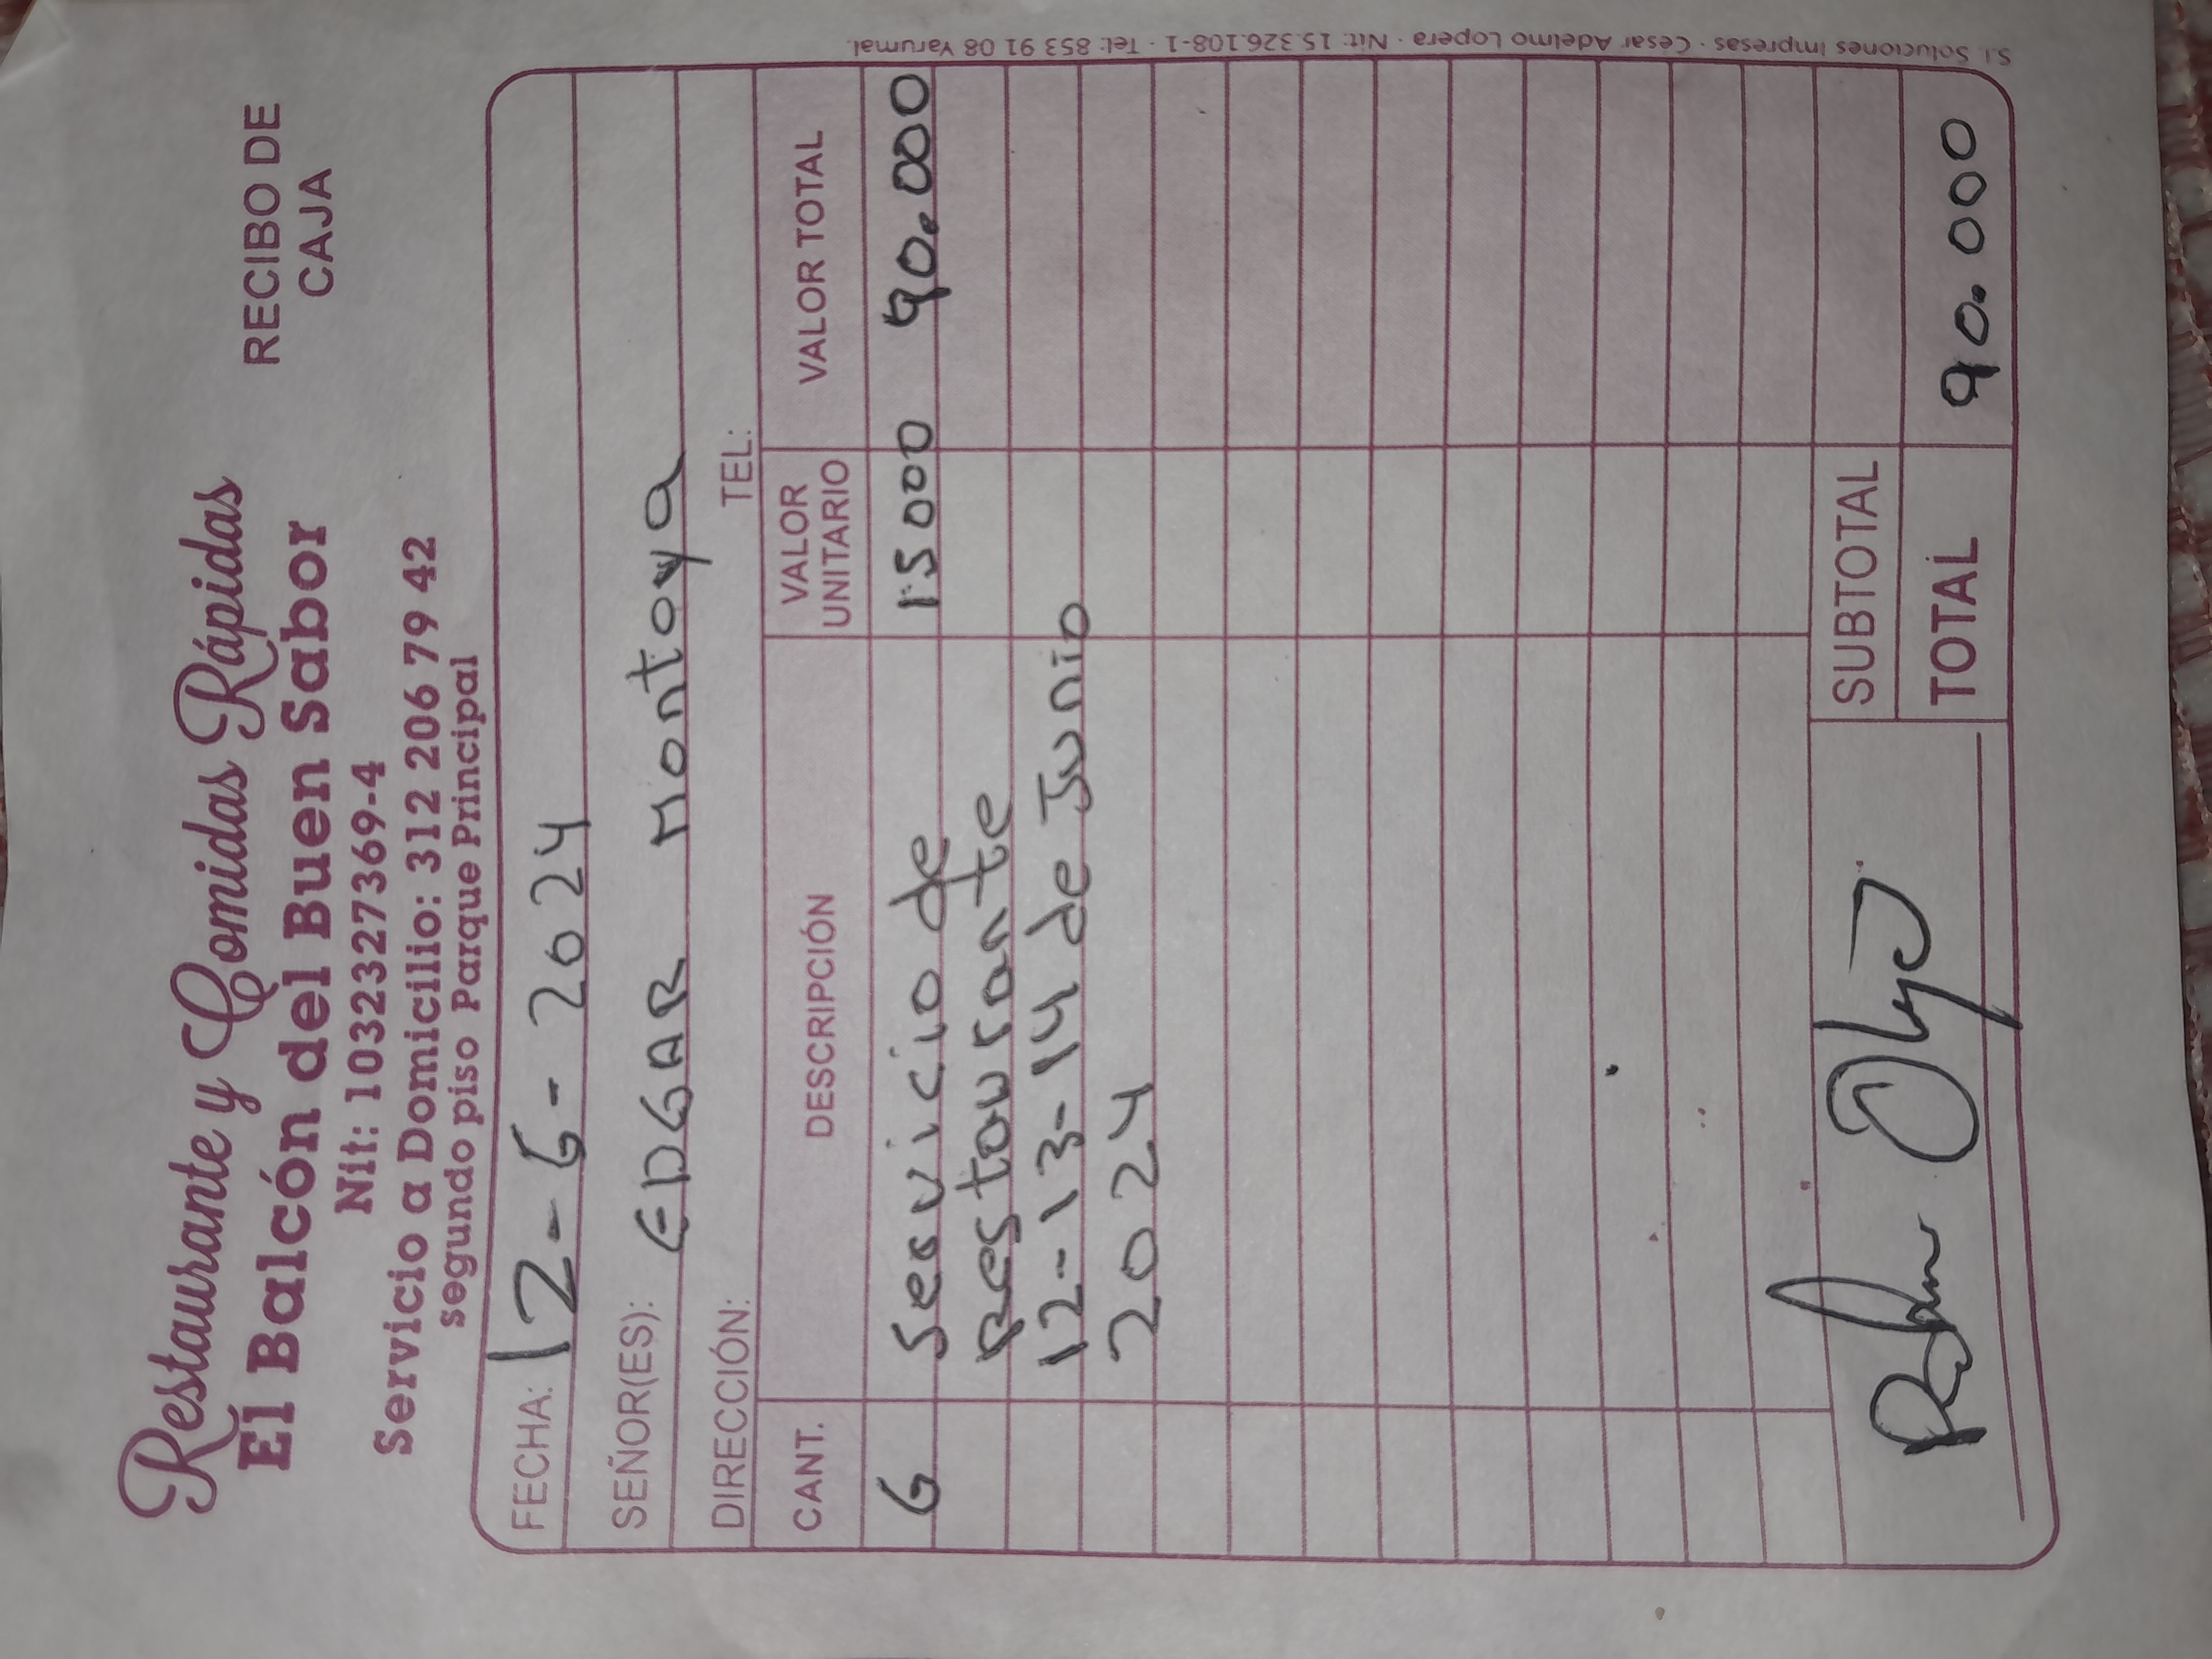 Restaurante y Comidas Rápidas
El Balcón del Buen Sabor
Nit: 1032327369-4
Servicio a Domicilio: 312 206 79 42
segundo piso Parque Principal
RECIBO DE
CAJA
FECHA: 12-6-2024
SEÑOR(ES): EDGAR Montoya
DIRECCIÓN: TEL:
CANT. DESCRIPCIÓN VALOR UNITARIO VALOR TOTAL
6 Servicio de 15000 90.000
Restaurante
12-13-14 de Junio
2024
SUBTOTAL
TOTAL 90.000
S.I. Soluciones Impresas · César Adelmo Lopera · Nit: 15.326.108-1 · Tel: 853 91 08 Yarumal.